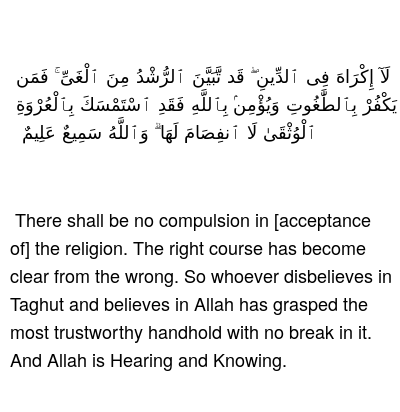 لَآ إِكْرَاهَ فِى ٱلدِّينِ ۖ قَد تَّبَيَّنَ ٱلرُّشْدُ مِنَ ٱلْغَىِّ ۚ فَمَن
يَكْفُرْ بِٱلطَّٰغُوتِ وَيُؤْمِنۢ بِٱللَّهِ فَقَدِ ٱسْتَمْسَكَ بِٱلْعُرْوَةِ
ٱلْوُثْقَىٰ لَا ٱنفِصَامَ لَهَا ۗ وَٱللَّهُ سَمِيعٌ عَلِيمٌ
There shall be no compulsion in [acceptance
of] the religion. The right course has become
clear from the wrong. So whoever disbelieves in
Taghut and believes in Allah has grasped the
most trustworthy handhold with no break in it.
And Allah is Hearing and Knowing.